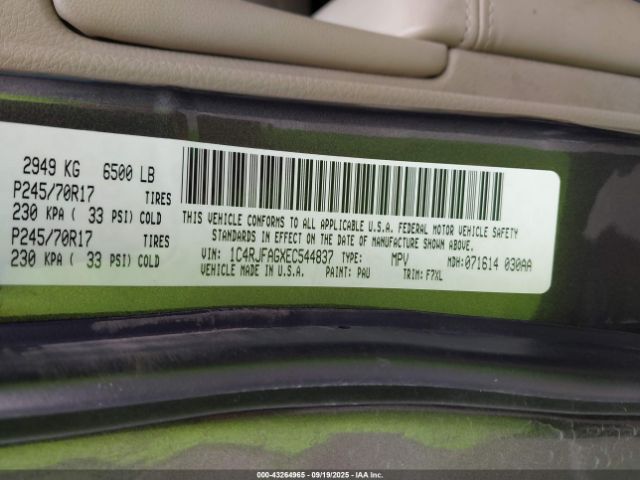 2949 KG 6500 LB
P245/70R17 TIRES
230 KPA ( 33 PSI) COLD
P245/70R17 TIRES
230 KPA ( 33 PSI) COLD
THIS VEHICLE CONFORMS TO ALL APPLICABLE U.S.A. FEDERAL MOTOR VEHICLE SAFETY
STANDARDS IN EFFECT ON THE DATE OF MANUFACTURE SHOWN ABOVE.
VIN: 1C4RJFAGXEC544837 TYPE: MPV MDH:071614 030AA
VEHICLE MADE IN U.S.A. PAINT: PAU TRIM: F7XL
000-43264965 - 09/19/2025 - IAAI.COM